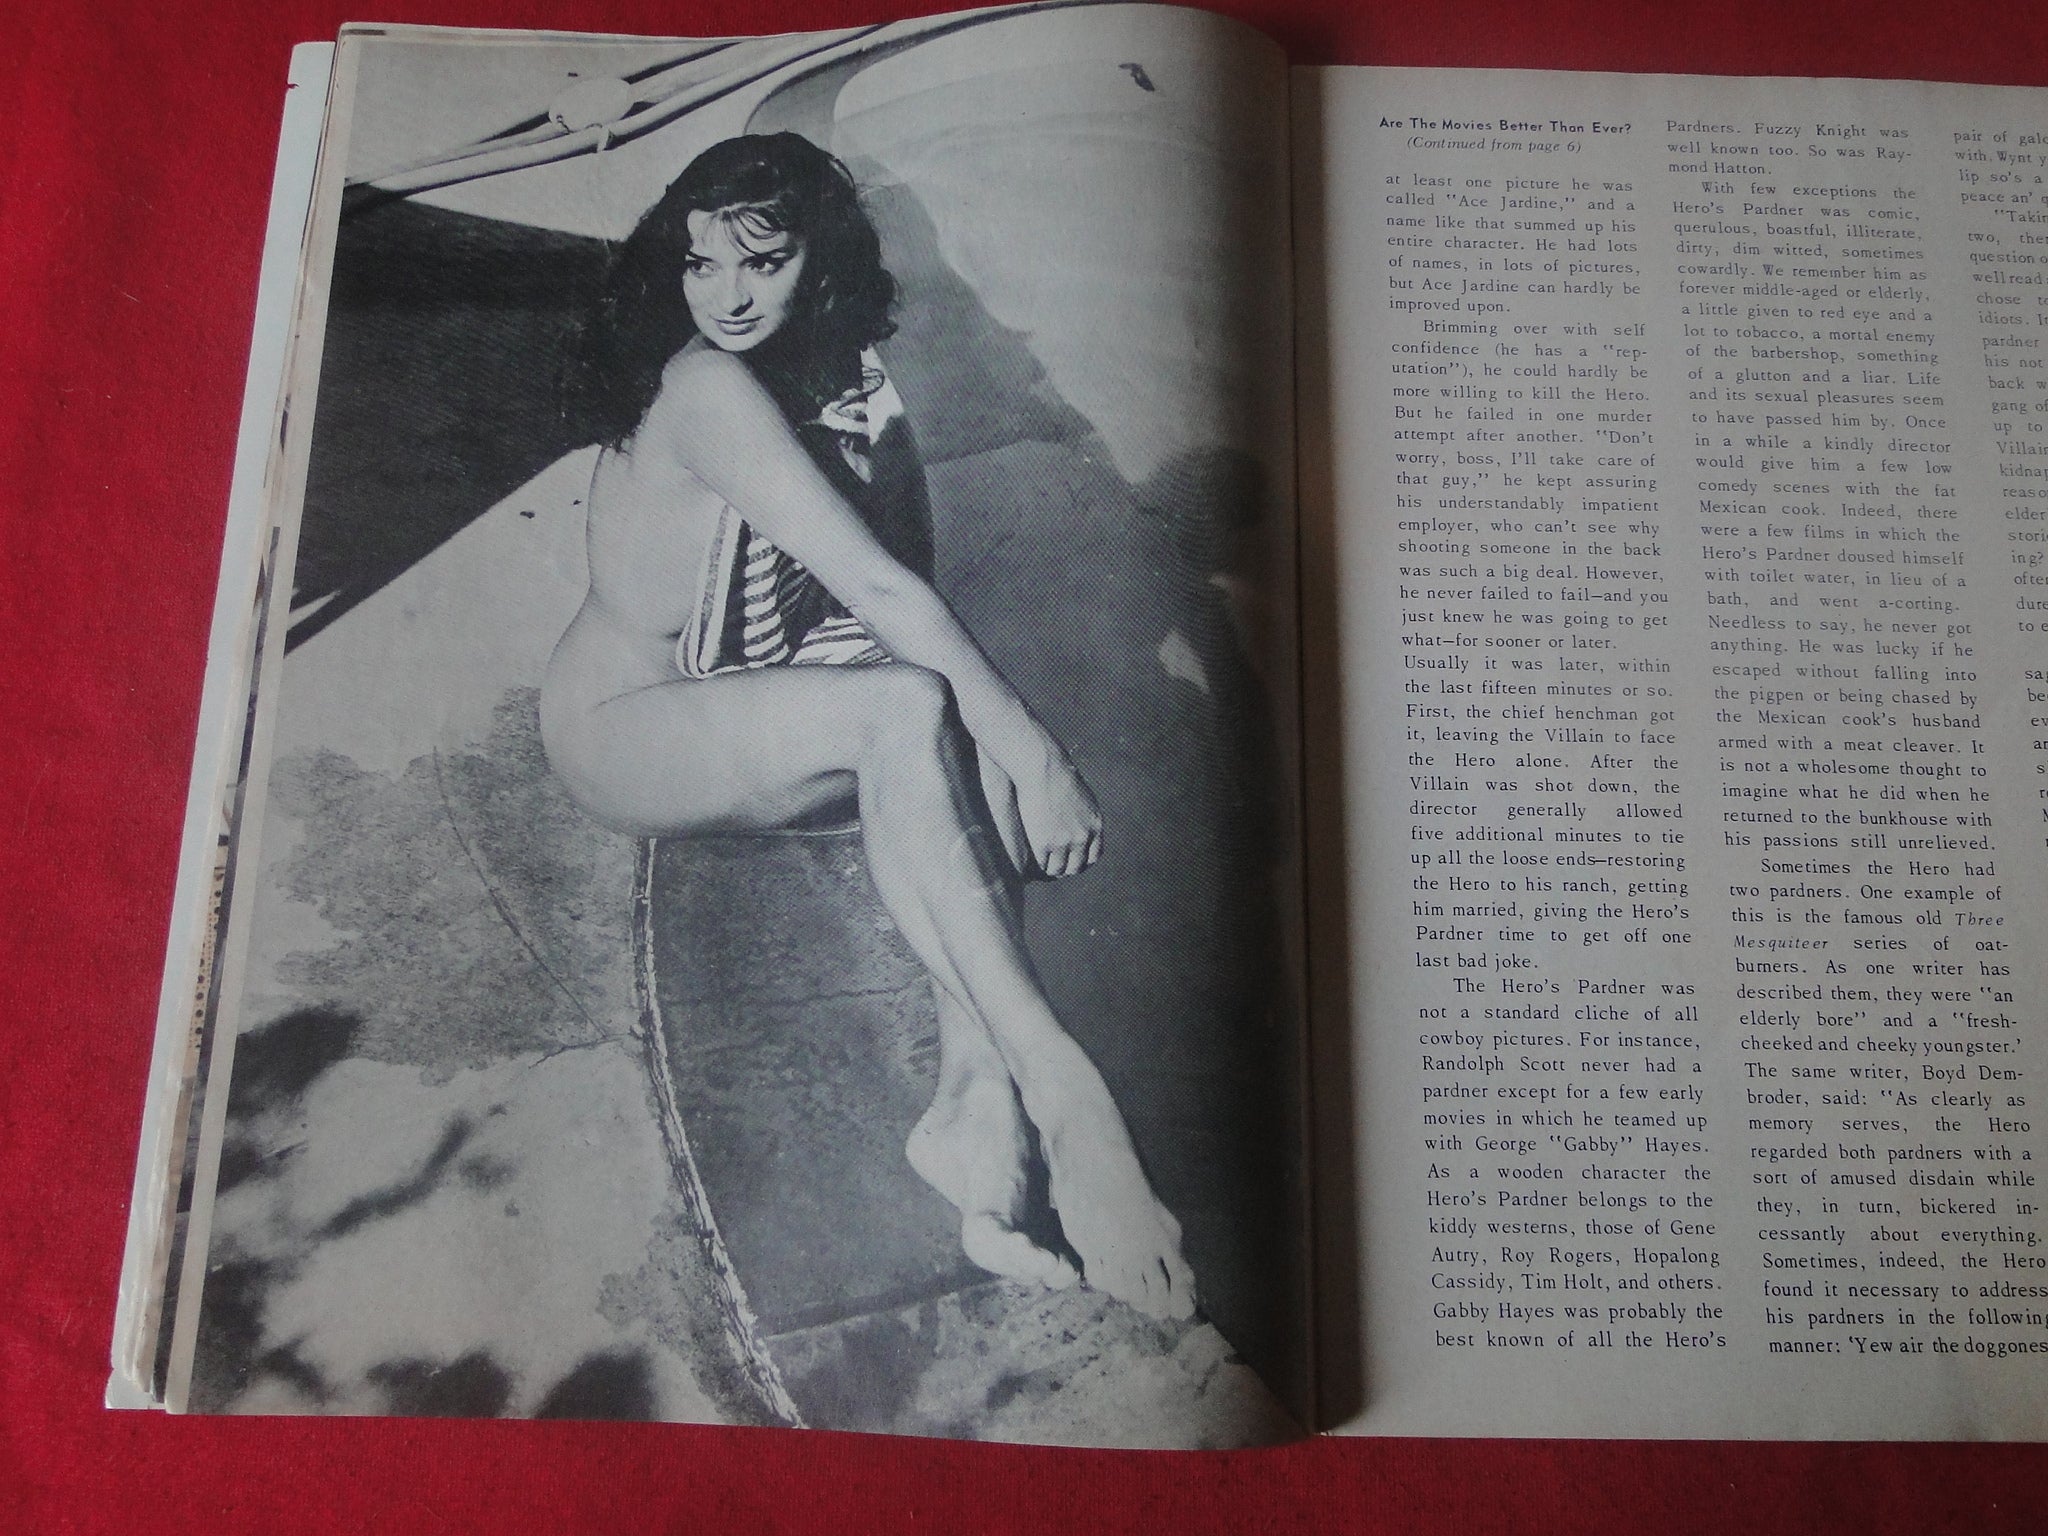 Are The Movies Better Than Ever?
(Continued from page 6)
at least one picture he was
called "Ace Jardine," and a
name like that summed up his
entire character. He had lots
of names, in lots of pictures,
but Ace Jardine can hardly be
improved upon.
Brimming over with self
confidence (he has a "rep-
utation"), he could hardly be
more willing to kill the Hero.
But he failed in one murder
attempt after another. "Don't
worry, boss, I'll take care of
that guy," he kept assuring
his understandably impatient
employer, who can't see why
shooting someone in the back
was such a big deal. However,
he never failed to fail—and you
just knew he was going to get
what—for sooner or later.
Usually it was later, within
the last fifteen minutes or so.
First, the chief henchman got
it, leaving the Villain to face
the Hero alone. After the
Villain was shot down, the
director generally allowed
five additional minutes to tie
up all the loose ends—restoring
the Hero to his ranch, getting
him married, giving the Hero's
Pardner time to get off one
last bad joke.
The Hero's Pardner was
not a standard cliche of all
cowboy pictures. For instance,
Randolph Scott never had a
pardner except for a few early
movies in which he teamed up
with George "Gabby" Hayes.
As a wooden character the
Hero's Pardner belongs to the
kiddy westerns, those of Gene
Autry, Roy Rogers, Hopalong
Cassidy, Tim Holt, and others.
Gabby Hayes was probably the
best known of all the Hero's
Pardners. Fuzzy Knight was
well known too. So was Ray-
mond Hatton.
With few exceptions the
Hero's Pardner was comic,
querulous, boastful, illiterate,
dirty, dim witted, sometimes
cowardly. We remember him as
forever middle-aged or elderly,
a little given to red eye and a
lot to tobacco, a mortal enemy
of the barbershop, something
of a glutton and a liar. Life
and its sexual pleasures seem
to have passed him by. Once
in a while a kindly director
would give him a few low
comedy scenes with the fat
Mexican cook. Indeed, there
were a few films in which the
Hero's Pardner doused himself
with toilet water, in lieu of a
bath, and went a-corting.
Needless to say, he never got
anything. He was lucky if he
escaped without falling into
the pigpen or being chased by
the Mexican cook's husband
armed with a meat cleaver. It
is not a wholesome thought to
imagine what he did when he
returned to the bunkhouse with
his passions still unrelieved.
Sometimes the Hero had
two pardners. One example of
this is the famous old Three
Mesquiteer series of oat-
burners. As one writer has
described them, they were "an
elderly bore" and a "fresh-
cheeked and cheeky youngster.'
The same writer, Boyd Dem-
broder, said: "As clearly as
memory serves, the Hero
regarded both pardners with a
sort of amused disdain while
they, in turn, bickered in-
cessantly about everything.
Sometimes, indeed, the Hero
found it necessary to address
his pardners in the following
manner: 'Yew air the doggones
pair of
with. Wynt
lip so's a
peace an'
two,
question
well read
chose
idiots.
pardner
his not
back
gang
up to
ing?
to